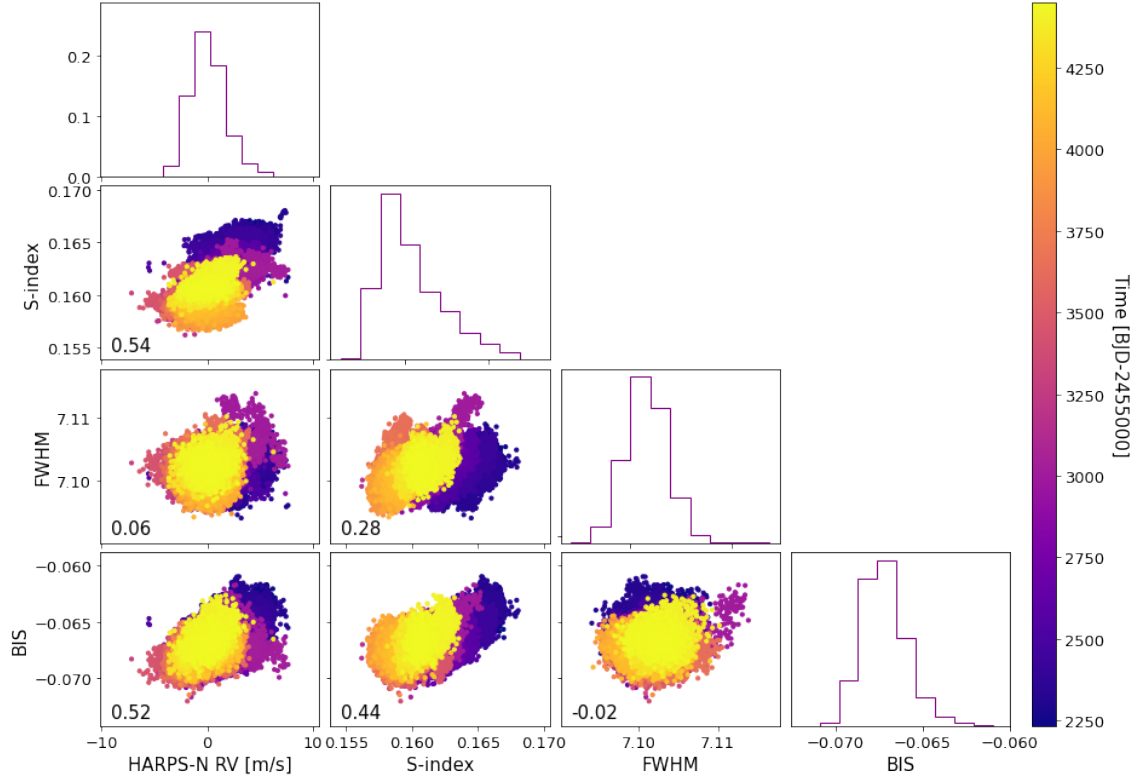 0.2
0.1
0.0
4250
4000
3750
3500
3250
3000
2750
2500
2250
Time [BJD-2455000]
0.170
0.165
0.160
0.155
S-index
0.54
7.11
7.10
FWHM
0.06
0.28
−0.060
−0.065
−0.070
BIS
0.52
0.44
-0.02
−10 0 10
HARPS-N RV [m/s]
0.155 0.160 0.165 0.170
S-index
7.10 7.11
FWHM
−0.070 −0.065 −0.060
BIS